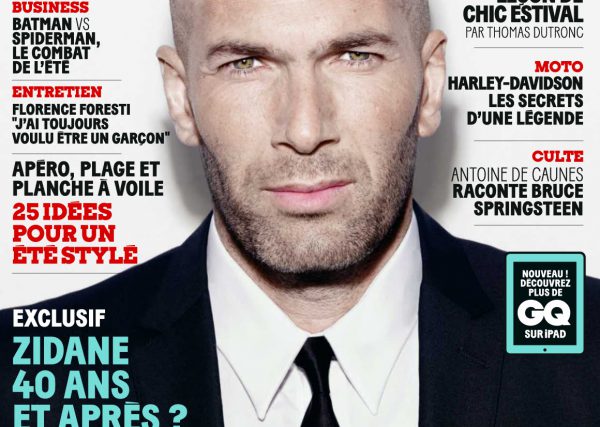 BUSINESS
BATMAN VS
SPIDERMAN,
LE COMBAT
DE L'ÉTÉ
ENTRETIEN
FLORENCE FORESTI
"J'AI TOUJOURS
VOULU ÊTRE UN GARÇON"
APÉRO, PLAGE ET
PLANCHE À VOILE
25 IDÉES
POUR UN
ÉTÉ STYLÉ
EXCLUSIF
ZIDANE
40 ANS
ET APRÈS ?
LEÇON DE
CHIC ESTIVAL
PAR THOMAS DUTRONC
MOTO
HARLEY-DAVIDSON
LES SECRETS
D'UNE LÉGENDE
CULTE
ANTOINE DE CAUNES
RACONTE BRUCE
SPRINGSTEEN
NOUVEAU !
DÉCOUVREZ
PLUS DE
GQ
SUR iPAD